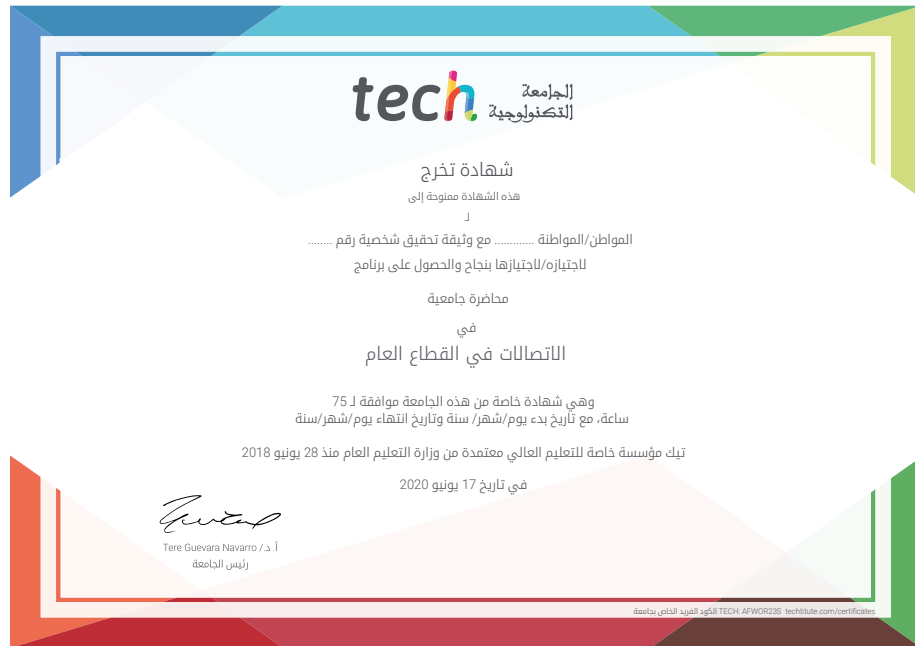 tech الجامعة
التكنولوجية
شهادة تخرج
هذه الشهادة ممنوحة إلى
لـ
المواطن/المواطنة ............ مع وثيقة تحقيق شخصية رقم ........
لاجتيازه/لاجتيازها بنجاح والحصول على برنامج
محاضرة جامعية
في
الاتصالات في القطاع العام
وهي شهادة خاصة من هذه الجامعة موافقة لـ 75
ساعة، مع تاريخ بدء يوم/شهر/ سنة وتاريخ انتهاء يوم/شهر/سنة
تيك مؤسسة خاصة للتعليم العالي معتمدة من وزارة التعليم العام منذ 28 يونيو 2018
في تاريخ 17 يونيو 2020
أ.د./ Tere Guevara Navarro
رئيس الجامعة
الكود الفريد الخاص بجامعة TECH: AFWOR23S techtitute.com/certificates